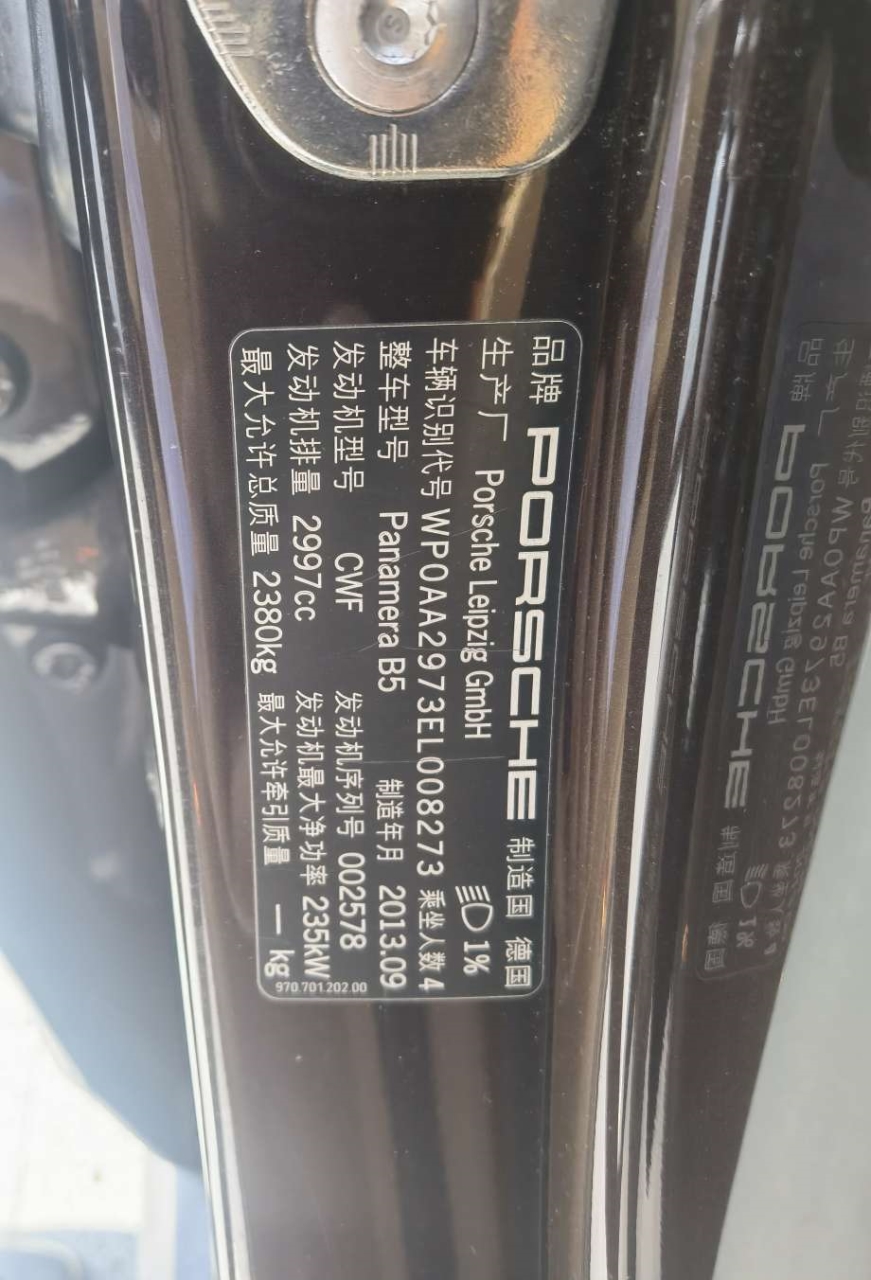 品牌 PORSCHE 制造国 德国
生产厂 Porsche Leipzig GmbH 1%
车辆识别代号 WP0AA2973EL008273 乘坐人数 4
整车型号 Panamera B5 制造年月 2013.09
发动机型号 CWF 发动机序列号 002578
发动机排量 2997cc 发动机最大净功率 235kW
最大允许总质量 2380kg 最大允许牵引质量 — kg
970.701.202.00